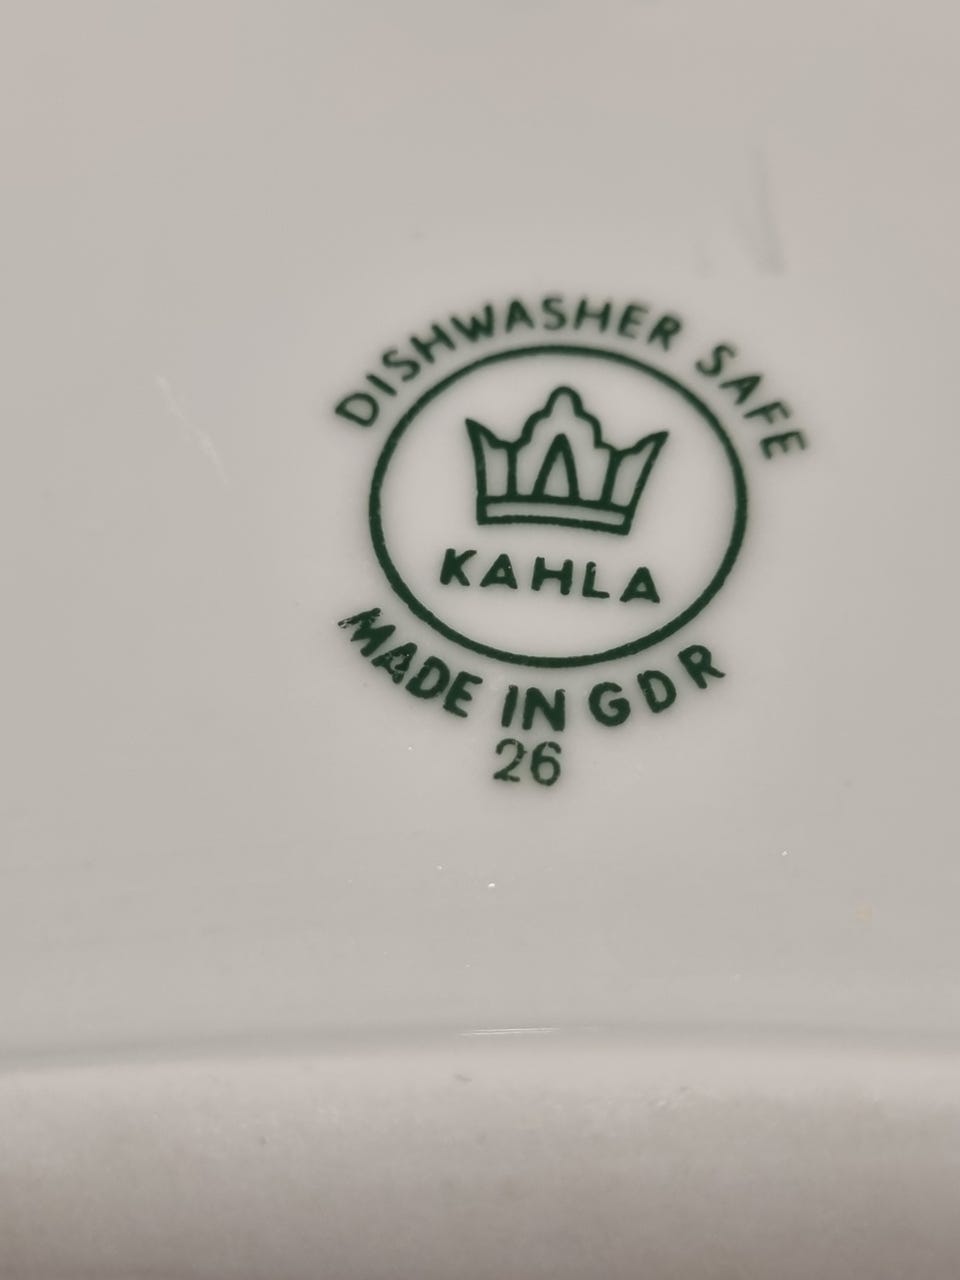 DISHWASHER SAFE
KAHLA
MADE IN GDR
26